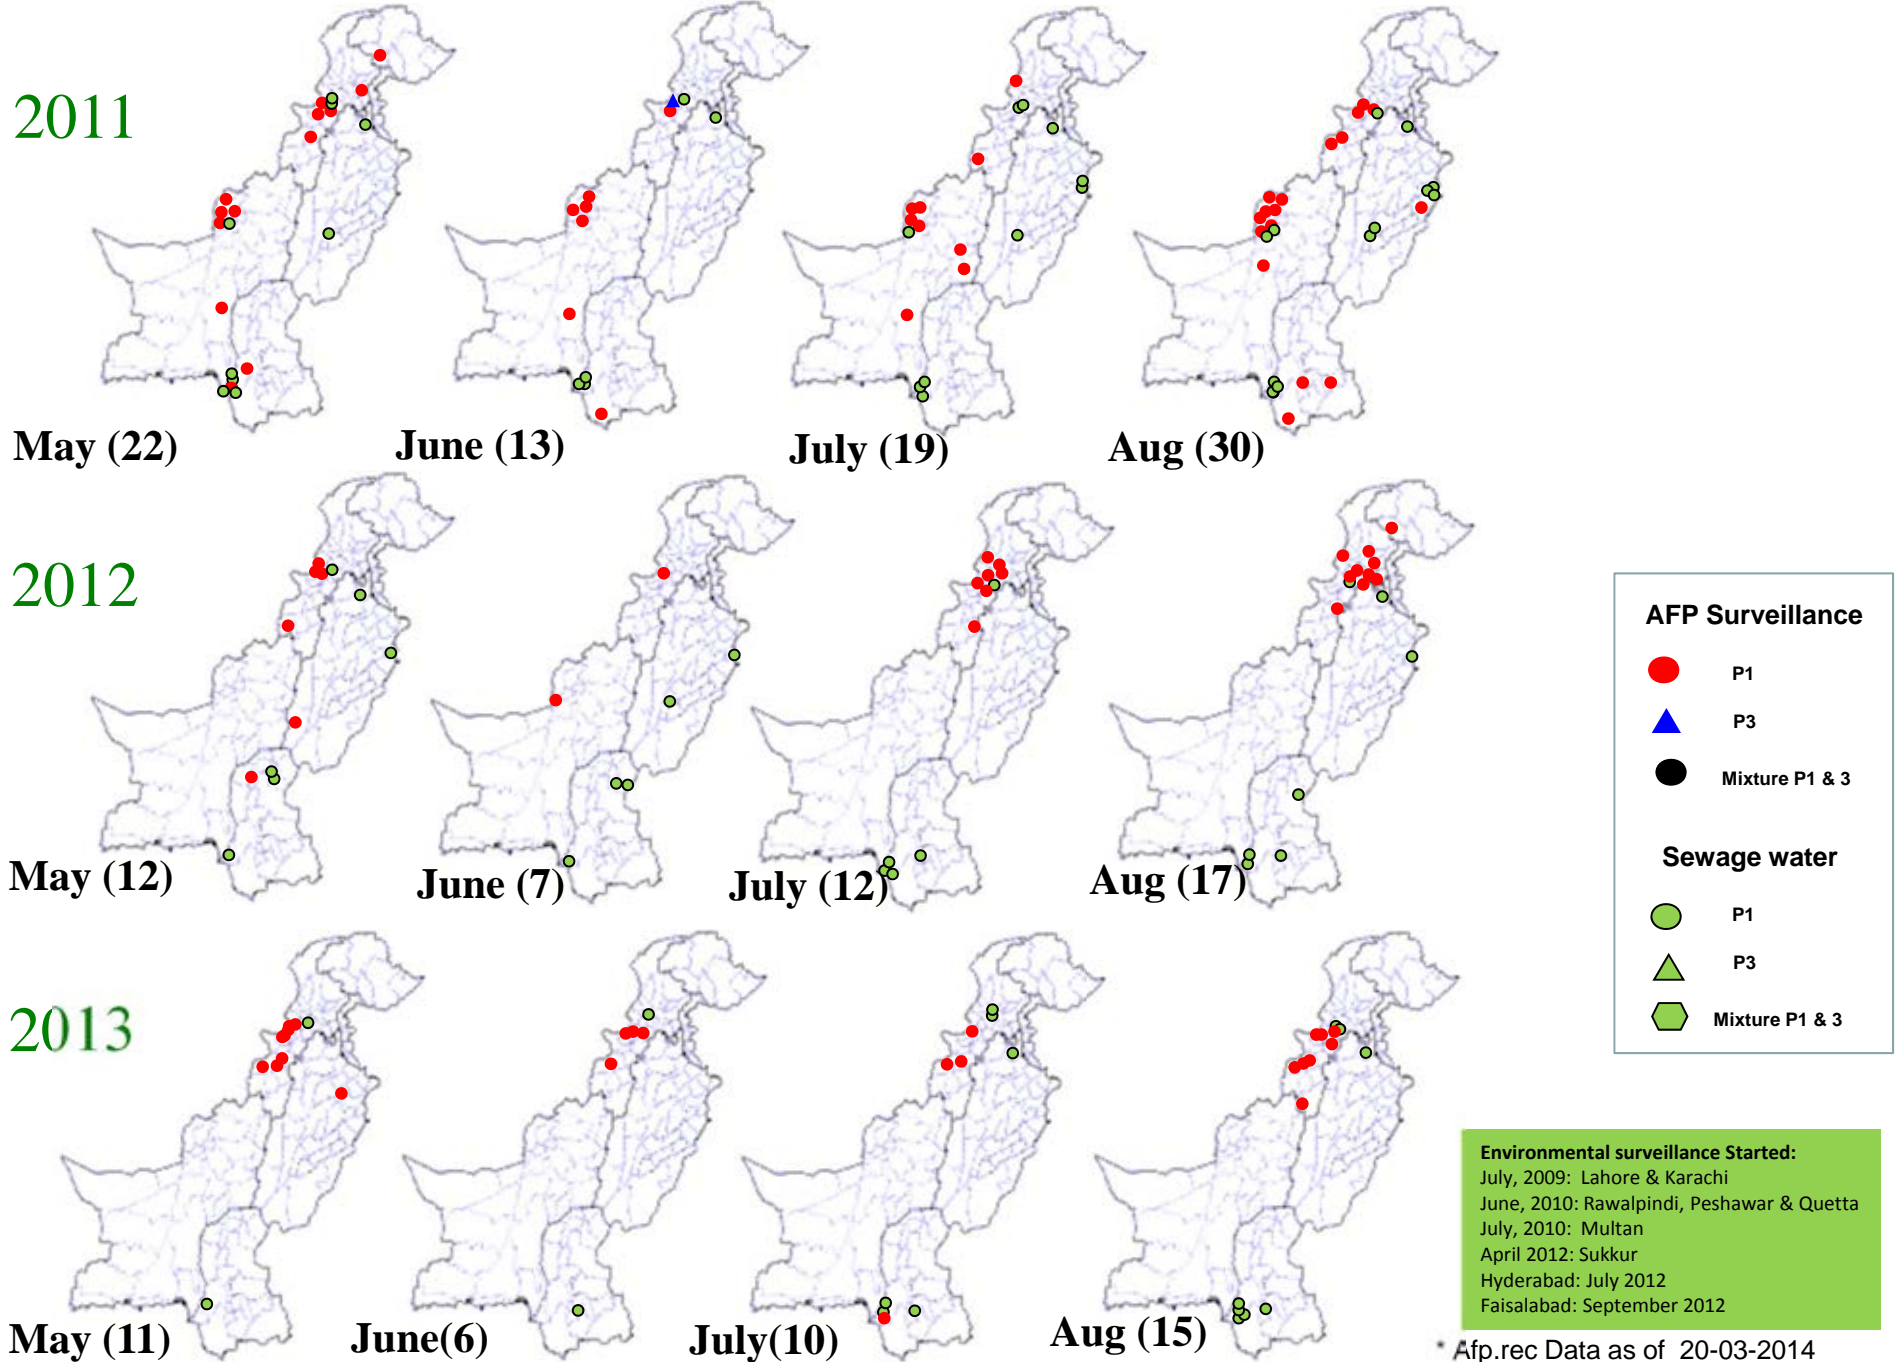 2011
May (22)
June (13)
July (19)
Aug (30)
2012
May (12)
June (7)
July (12)
Aug (17)
2013
May (11)
June(6)
July(10)
Aug (15)
AFP Surveillance
P1
P3
Mixture P1 & 3
Sewage water
P1
P3
Mixture P1 & 3
Environmental surveillance Started:
July, 2009: Lahore & Karachi
June, 2010: Rawalpindi, Peshawar & Quetta
July, 2010: Multan
April 2012: Sukkur
Hyderabad: July 2012
Faisalabad: September 2012
* Afp.rec Data as of 20-03-2014